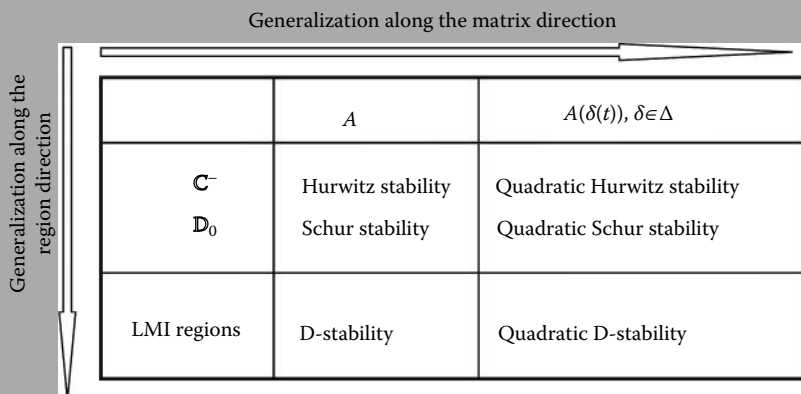 Generalization along the matrix direction
Generalization along the
region direction
A
A(δ(t)), δ∈Δ
ℂ⁻
Hurwitz stability
Quadratic Hurwitz stability
𝔻₀
Schur stability
Quadratic Schur stability
LMI regions
D-stability
Quadratic D-stability